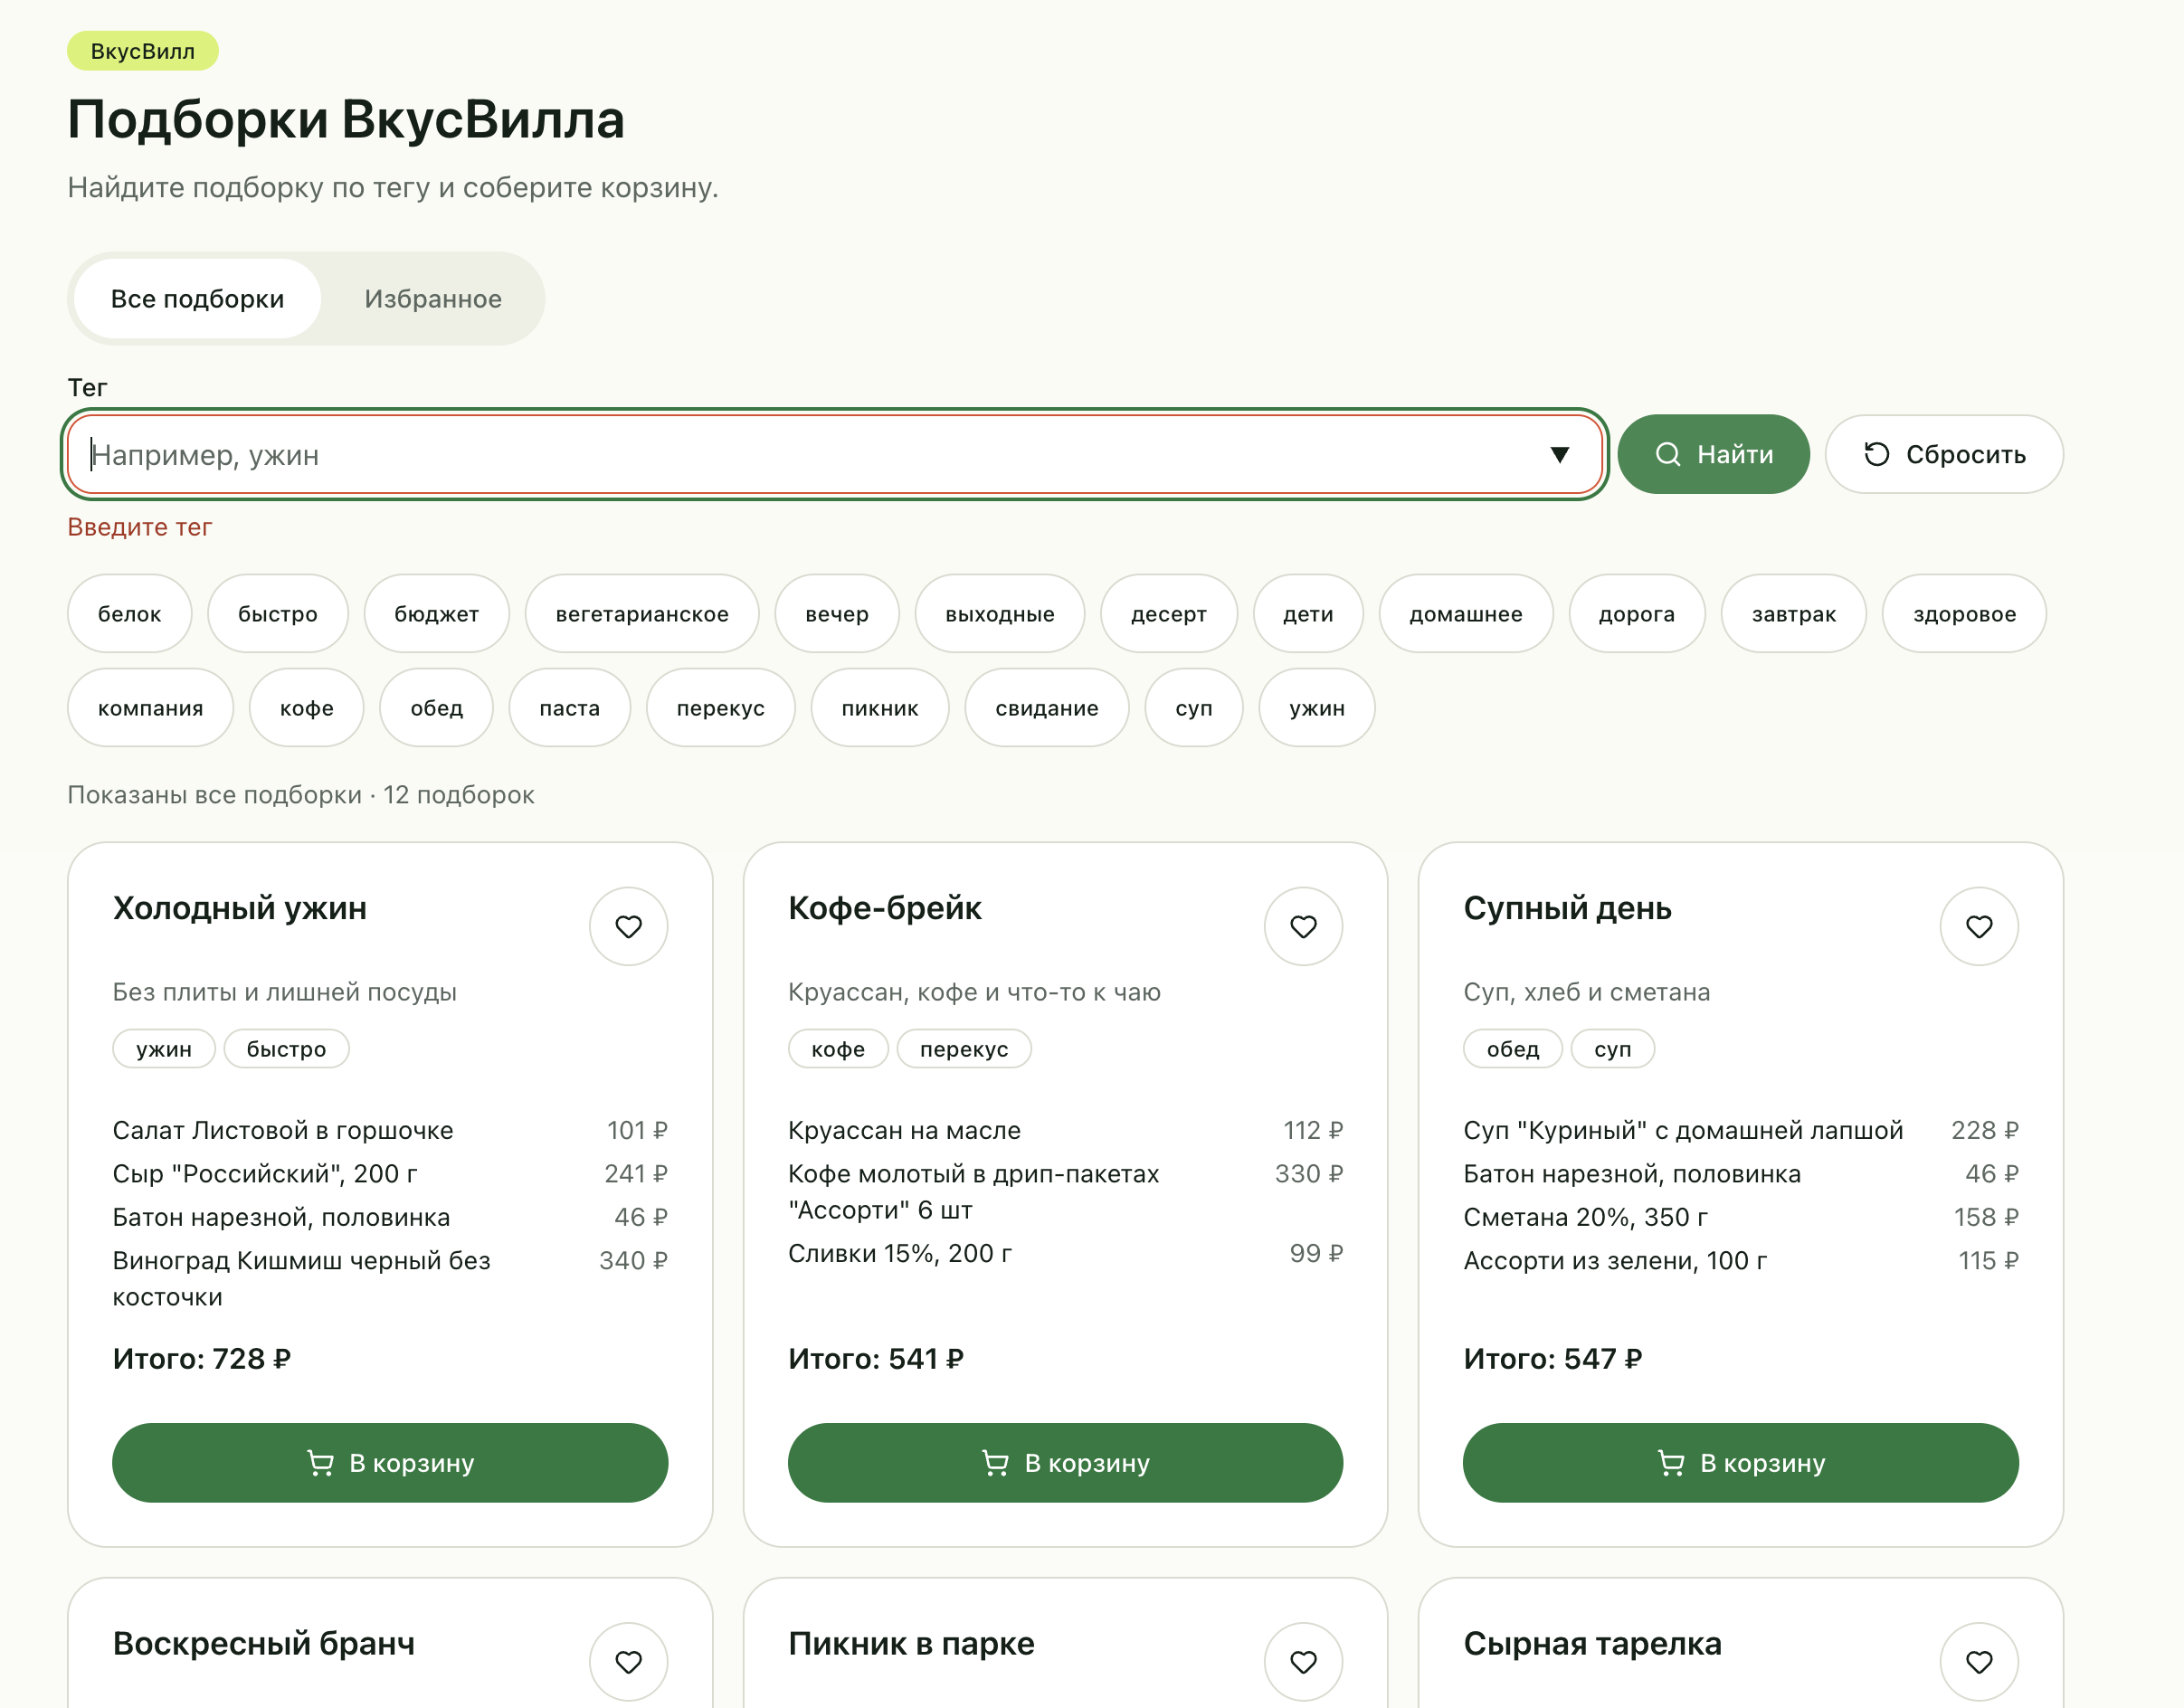 ВкусВилл
Подборки ВкусВилла
Найдите подборку по тегу и соберите корзину.
Все подборки Избранное
Тег
Например, ужин Найти Сбросить
Введите тег
белок быстро бюджет вегетарианское вечер выходные десерт дети домашнее дорога завтрак здоровое
компания кофе обед паста перекус пикник свидание суп ужин
Показаны все подборки · 12 подборок
Холодный ужин
Без плиты и лишней посуды
ужин быстро
Салат Листовой в горшочке 101 ₽
Сыр "Российский", 200 г 241 ₽
Батон нарезной, половинка 46 ₽
Виноград Кишмиш черный без 340 ₽
косточки
Итого: 728 ₽
В корзину
Кофе-брейк
Круассан, кофе и что-то к чаю
кофе перекус
Круассан на масле 112 ₽
Кофе молотый в дрип-пакетах 330 ₽
"Ассорти" 6 шт
Сливки 15%, 200 г 99 ₽
Итого: 541 ₽
В корзину
Супный день
Суп, хлеб и сметана
обед суп
Суп "Куриный" с домашней лапшой 228 ₽
Батон нарезной, половинка 46 ₽
Сметана 20%, 350 г 158 ₽
Ассорти из зелени, 100 г 115 ₽
Итого: 547 ₽
В корзину
Воскресный бранч
Пикник в парке
Сырная тарелка